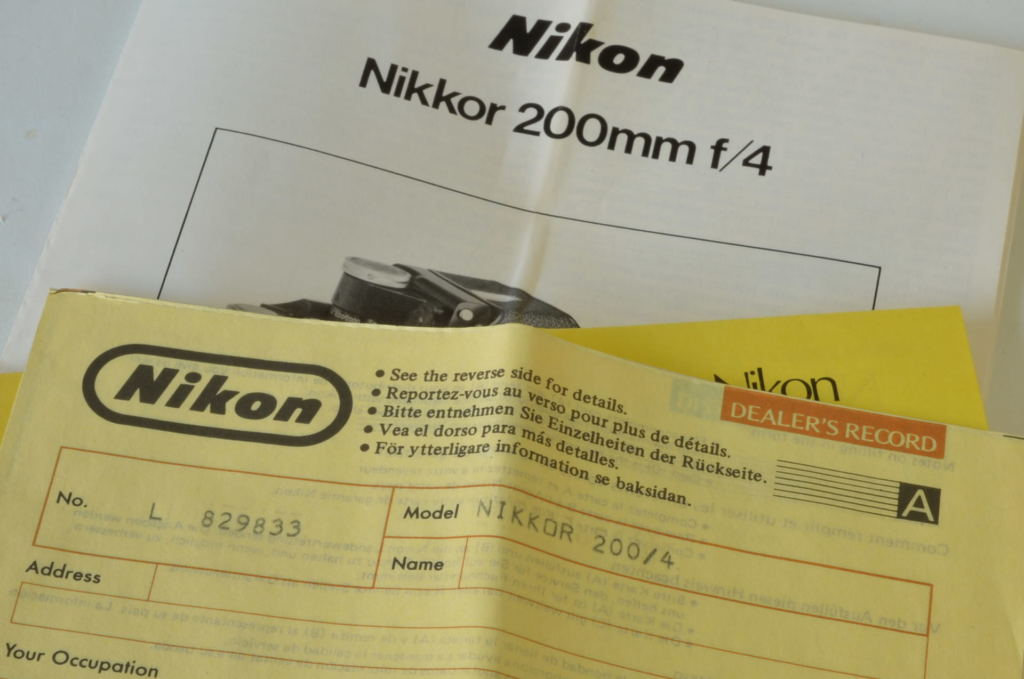 Nikon
Nikkor 200mm f/4
Nikon
Nikon
• See the reverse side for details.
• Reportez-vous au verso pour plus de détails.
• Bitte entnehmen Sie Einzelheiten der Rückseite.
• Vea el dorso para más detalles.
• För ytterligare information se baksidan.
DEALER'S RECORD
A
No. L 829833
Model NIKKOR 200/4
Name
Address
Your Occupation